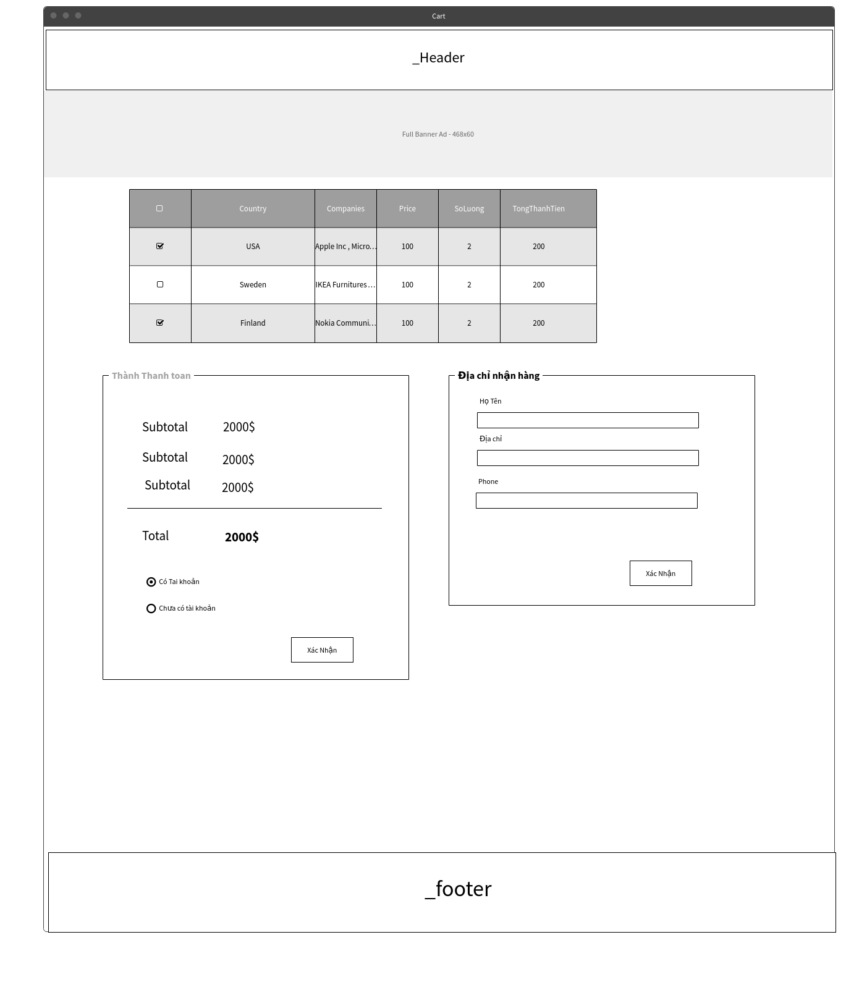 Cart
_Header
Full Banner Ad - 468x60
Country Companies Price SoLuong TongThanhTien
USA Apple Inc , Micro... 100 2 200
Sweden IKEA Furnitures... 100 2 200
Finland Nokia Communi... 100 2 200
Thành Thanh toan
Subtotal 2000$
Subtotal 2000$
Subtotal 2000$
Total 2000$
Có Tai khoản
Chưa có tài khoản
Xác Nhận
Địa chỉ nhận hàng
Họ Tên
Địa chỉ
Phone
Xác Nhận
_footer